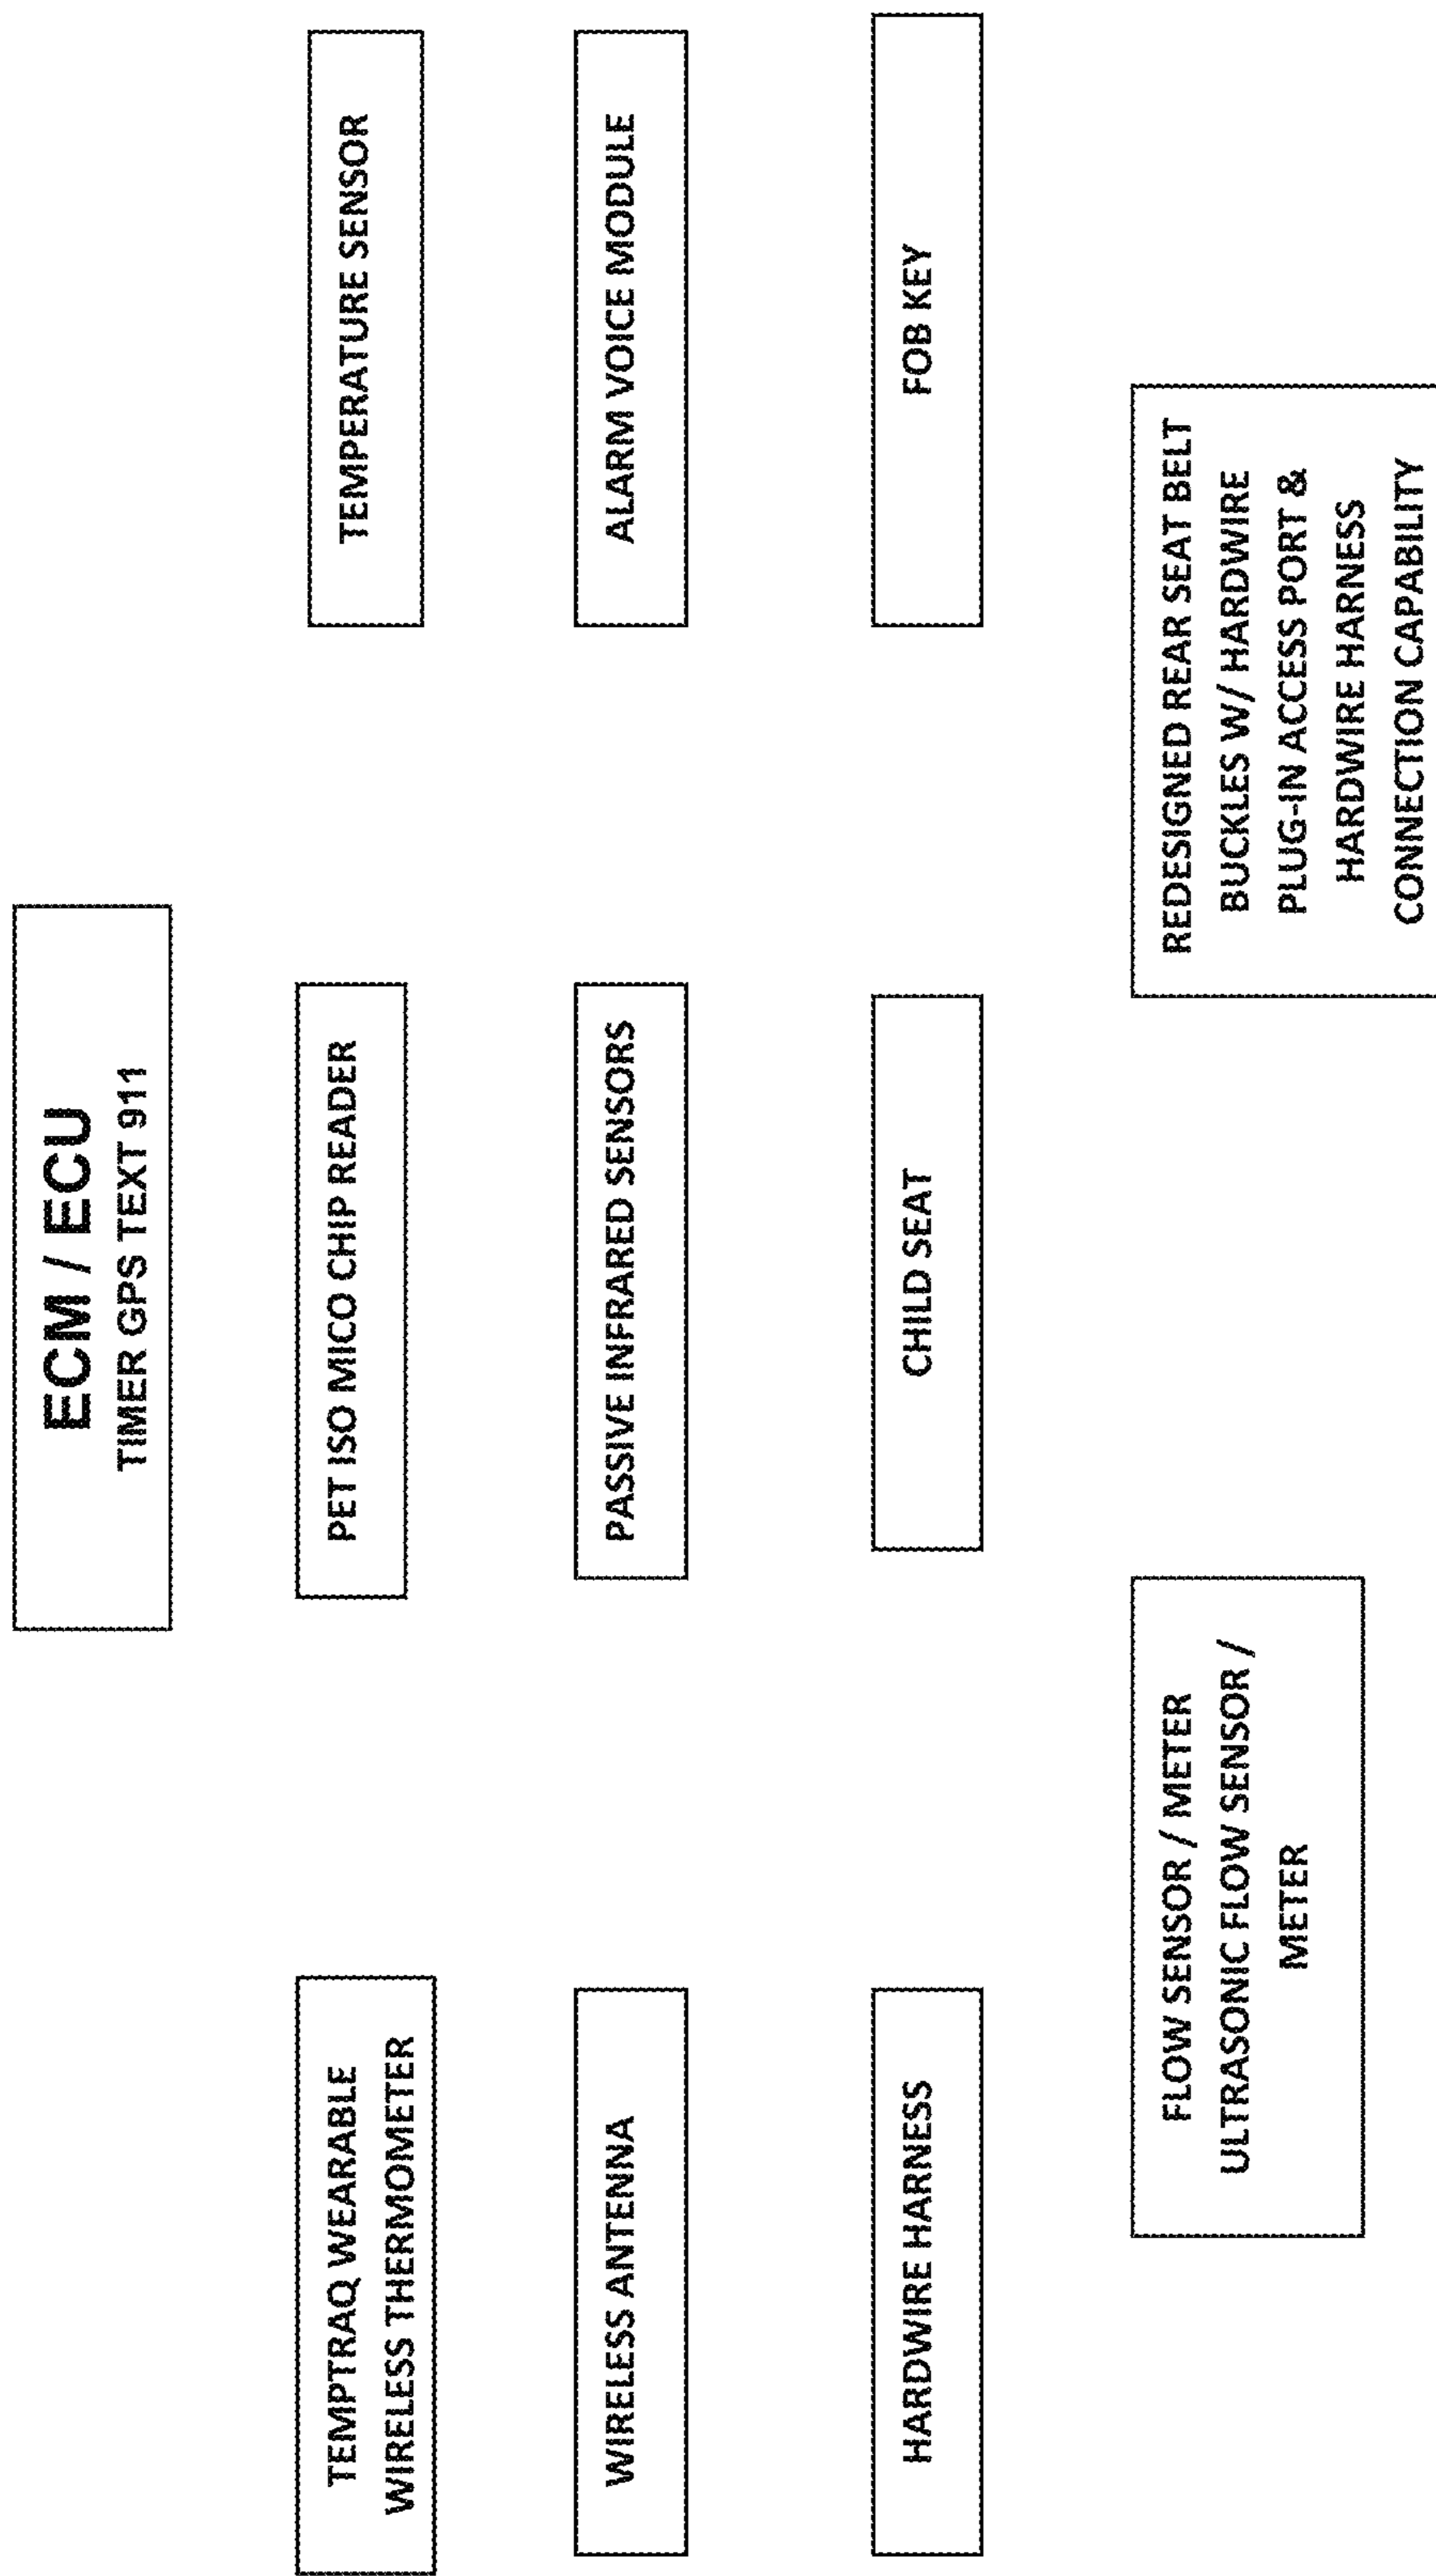 ECM / ECU
TIMER GPS TEXT 911
TEMPTRAQ WEARABLE
WIRELESS THERMOMETER
PET ISO MICO CHIP READER
TEMPERATURE SENSOR
WIRELESS ANTENNA
PASSIVE INFRARED SENSORS
ALARM VOICE MODULE
HARDWIRE HARNESS
CHILD SEAT
FOB KEY
FLOW SENSOR / METER
ULTRASONIC FLOW SENSOR /
METER
REDESIGNED REAR SEAT BELT
BUCKLES W/ HARDWIRE
PLUG-IN ACCESS PORT &
HARDWIRE HARNESS
CONNECTION CAPABILITY